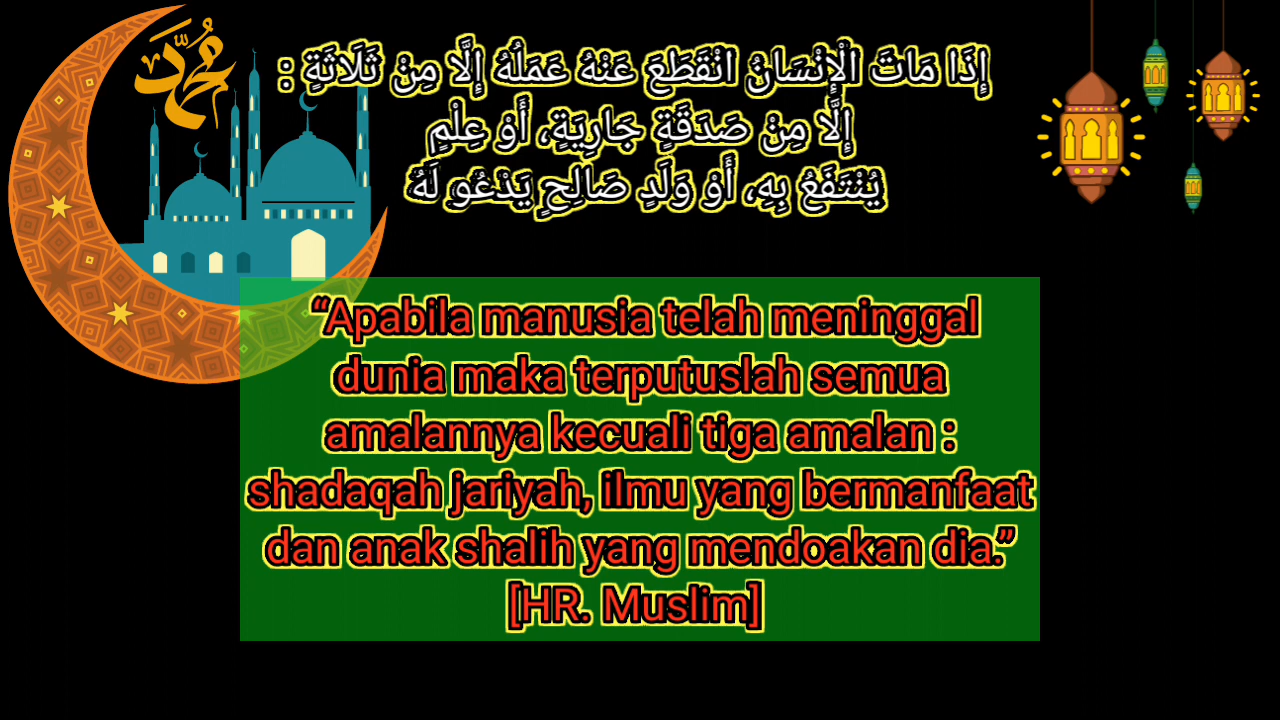 محمد
إِذَا مَاتَ الْإِنْسَانُ انْقَطَعَ عَنْهُ عَمَلُهُ إِلَّا مِنْ ثَلَاثَةٍ :
إِلَّا مِنْ صَدَقَةٍ جَارِيَةٍ، أَوْ عِلْمٍ
يُنْتَفَعُ بِهِ، أَوْ وَلَدٍ صَالِحٍ يَدْعُو لَهُ
“Apabila manusia telah meninggal
dunia maka terputuslah semua
amalannya kecuali tiga amalan :
shadaqah jariyah, ilmu yang bermanfaat
dan anak shalih yang mendoakan dia.”
[HR. Muslim]